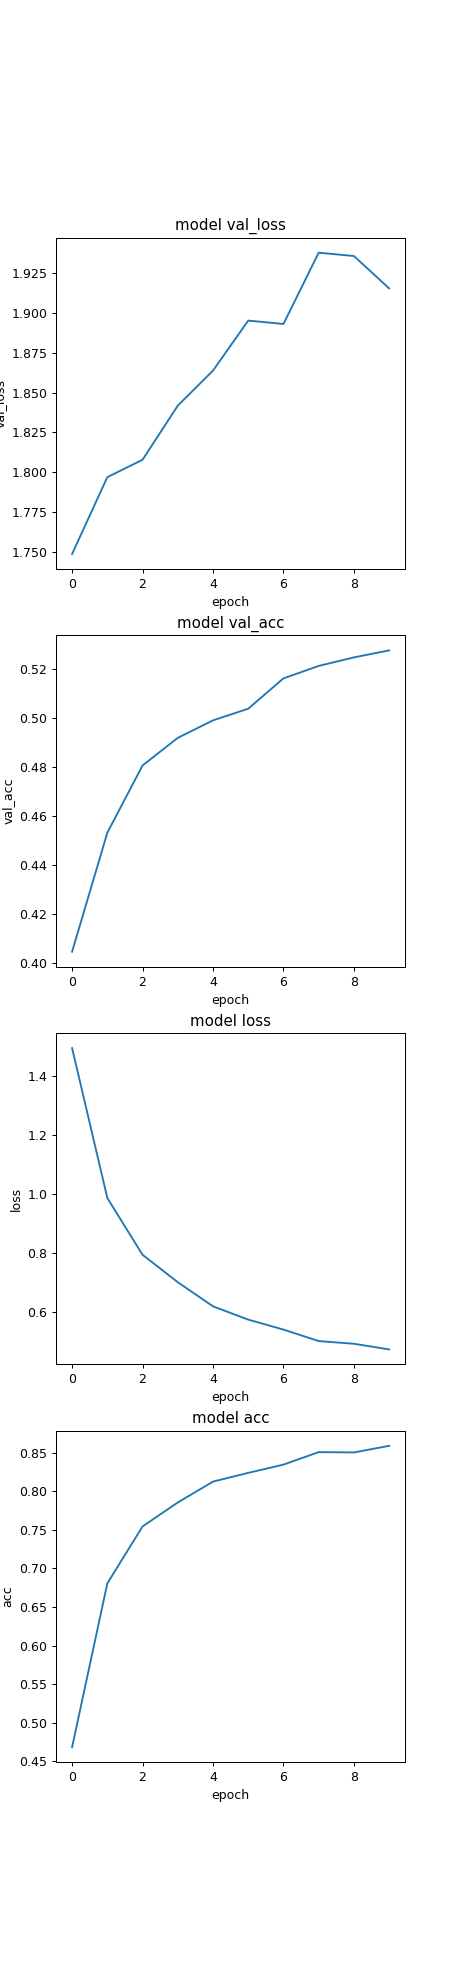 model val_loss
1.925
1.900
1.875
1.850
1.825
1.800
1.775
1.750
val_loss
0 2 4 6 8
epoch
model val_acc
0.52
0.50
0.48
0.46
0.44
0.42
0.40
val_acc
0 2 4 6 8
epoch
model loss
1.4
1.2
1.0
0.8
0.6
loss
0 2 4 6 8
epoch
model acc
0.85
0.80
0.75
0.70
0.65
0.60
0.55
0.50
0.45
acc
0 2 4 6 8
epoch